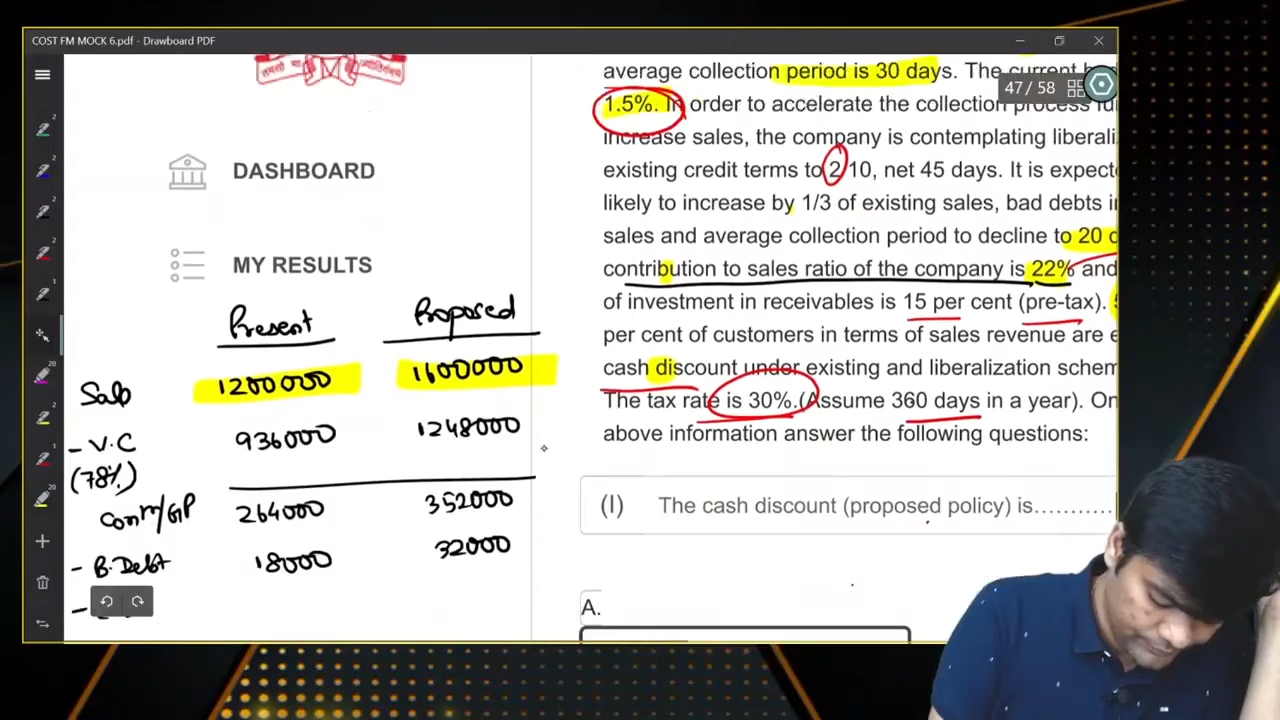 COST FM MOCK 6.pdf - Drawboard PDF
47 / 58
average collection period is 30 days. The current
1.5%. In order to accelerate the collection process
increase sales, the company is contemplating
existing credit terms to 2 10, net 45 days. It is
likely to increase by 1/3 of existing sales, bad debts
sales and average collection period to decline to 20
contribution to sales ratio of the company is 22% and
of investment in receivables is 15 per cent (pre-tax).
per cent of customers in terms of sales revenue are
cash discount under existing and liberalization
The tax rate is 30%.(Assume 360 days in a year). On
above information answer the following questions:
(I) The cash discount (proposed policy) is............
A.
DASHBOARD
MY RESULTS
Present Proposed
Sales 1200000 1600000
- V.C 936000 1248000
(78%)
Contn/GP 264000 352000
- B.Debt 18000 32000